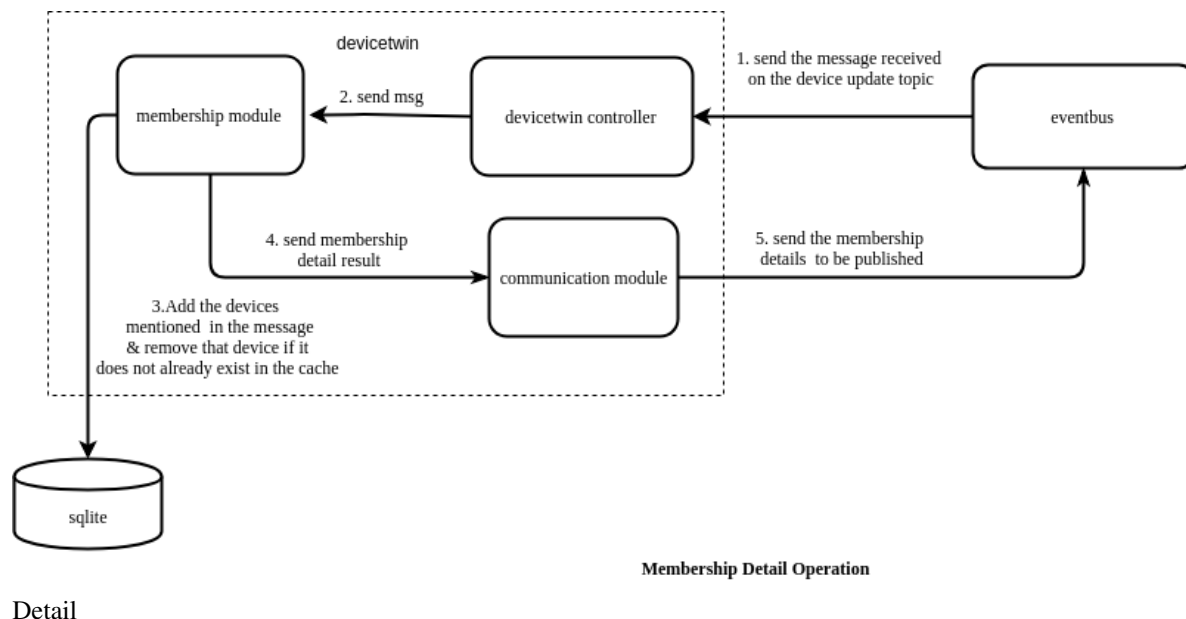 devicetwin
membership module
2. send msg
devicetwin controller
1. send the message received
on the device update topic
eventbus
4. send membership
detail result
communication module
5. send the membership
details to be published
3.Add the devices
mentioned in the message
& remove that device if it
does not already exist in the cache
sqlite
Membership Detail Operation
Detail